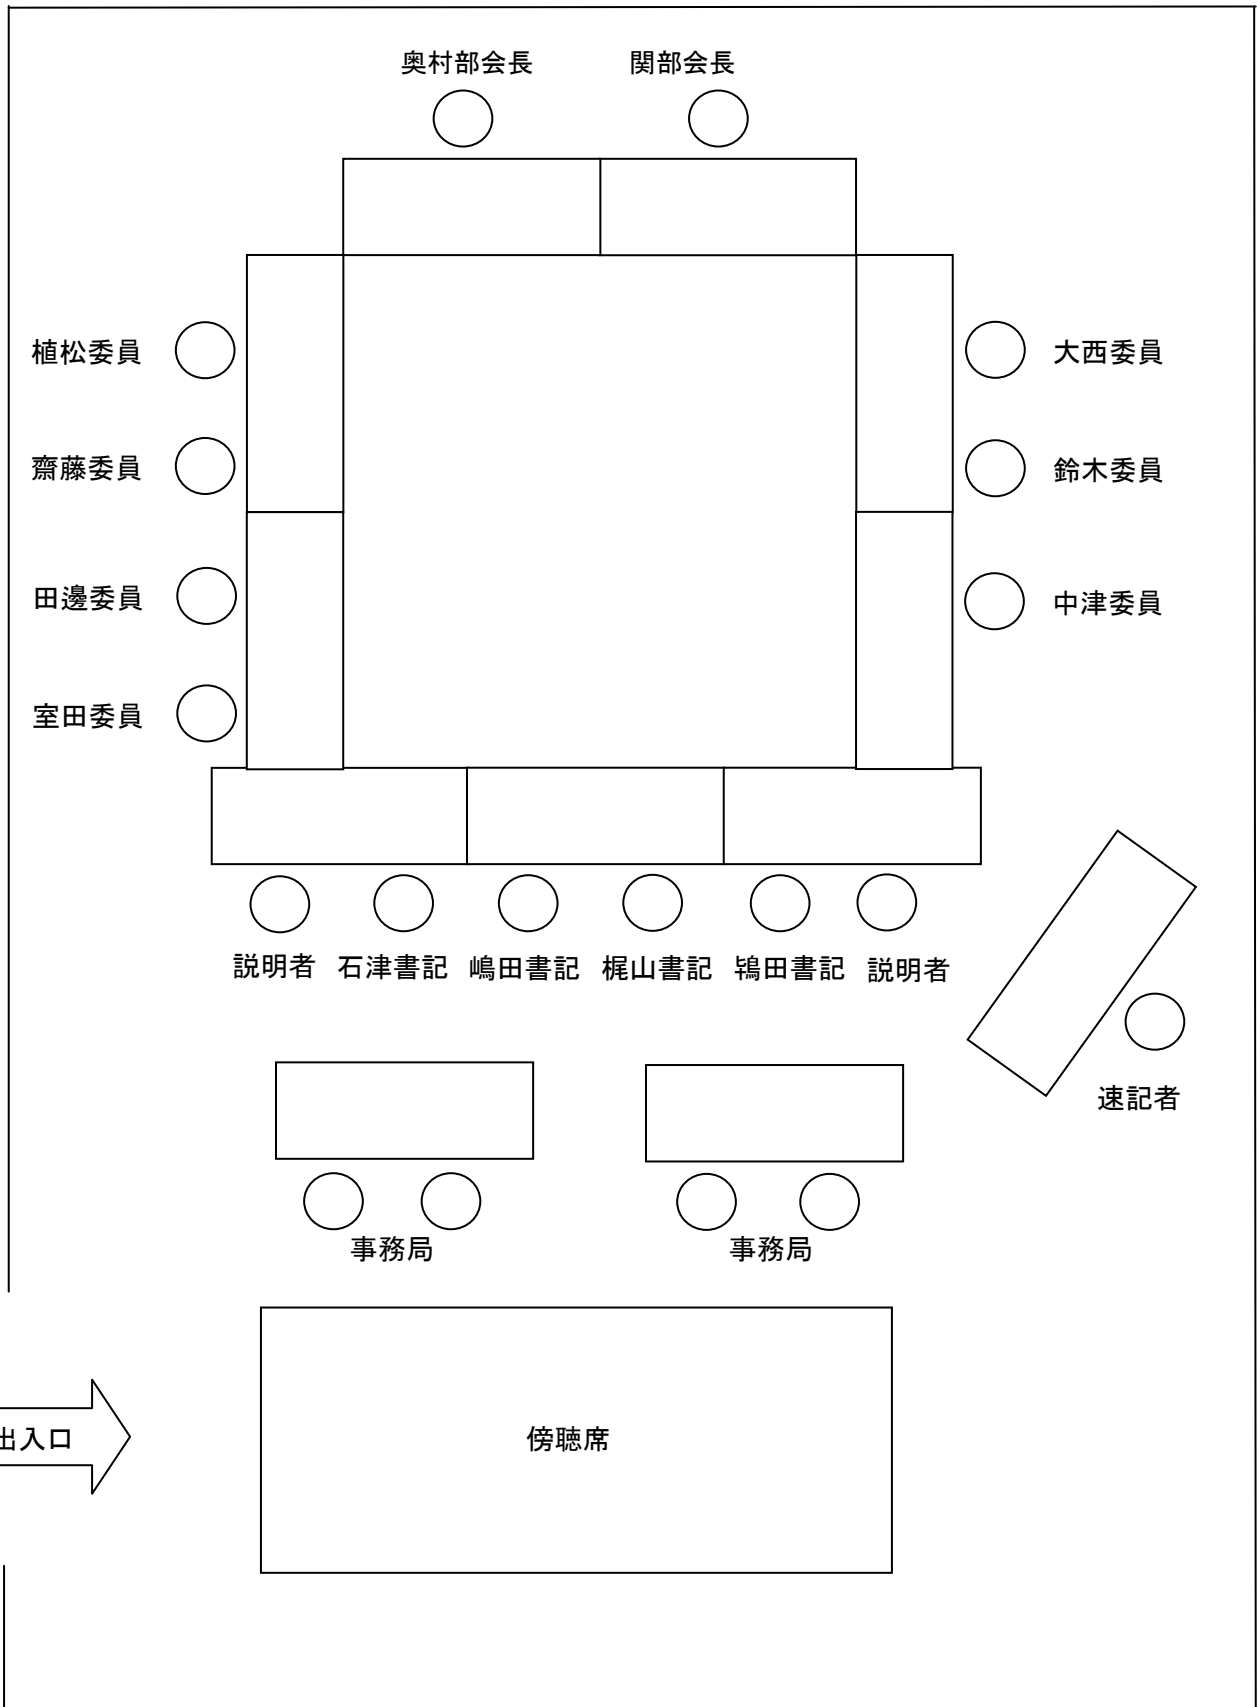 奥村部会長 関部会長
植松委員 大西委員
齋藤委員 鈴木委員
田邊委員 中津委員
室田委員
説明者 石津書記 嶋田書記 梶山書記 鴇田書記 説明者
速記者
事務局 事務局
出入口 傍聴席